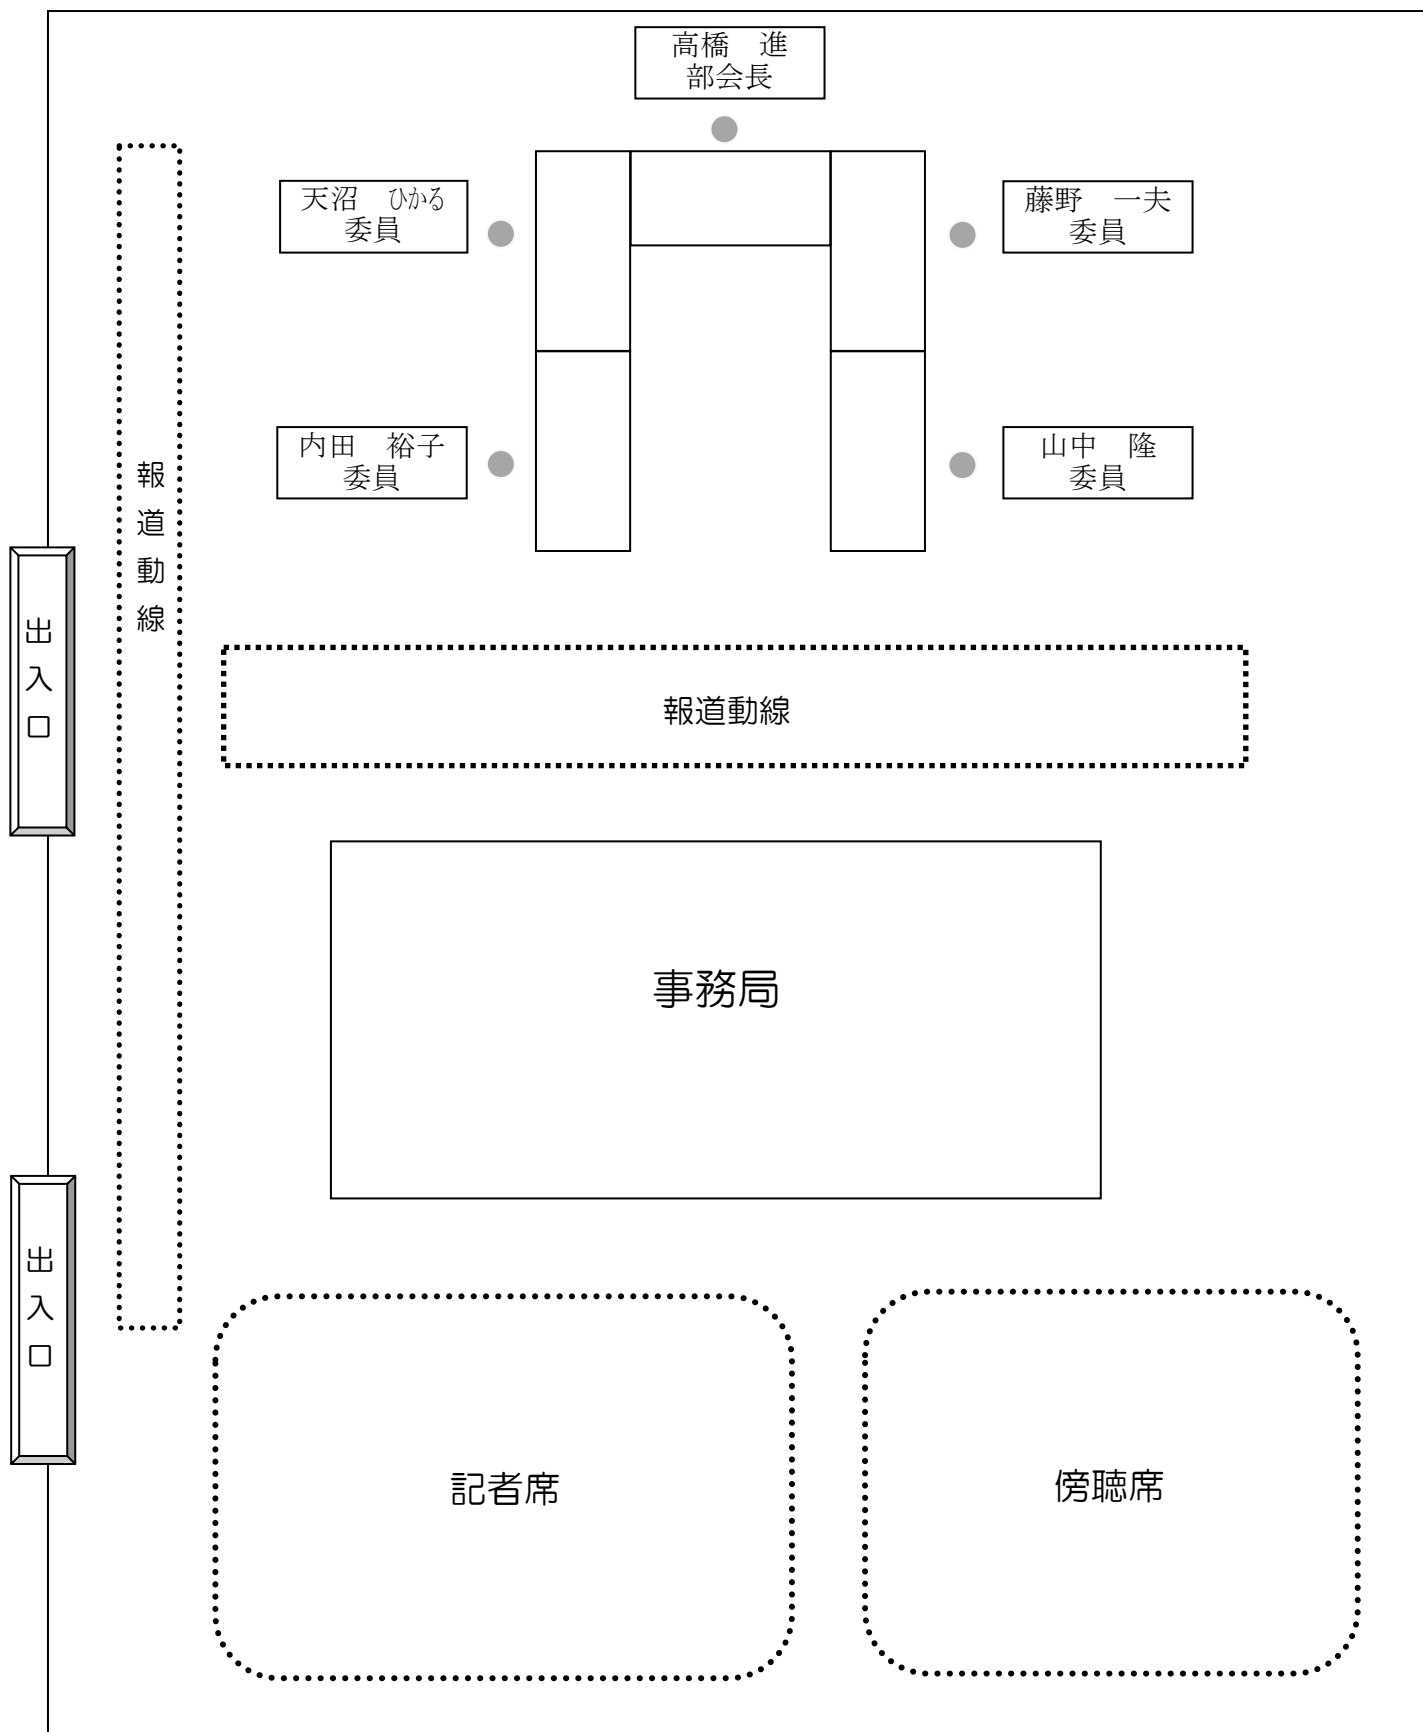 高橋　進
部会長
天沼　ひかる
委員
藤野　一夫
委員
内田　裕子
委員
山中　隆
委員
報道動線
出入口
報道動線
事務局
出入口
記者席
傍聴席